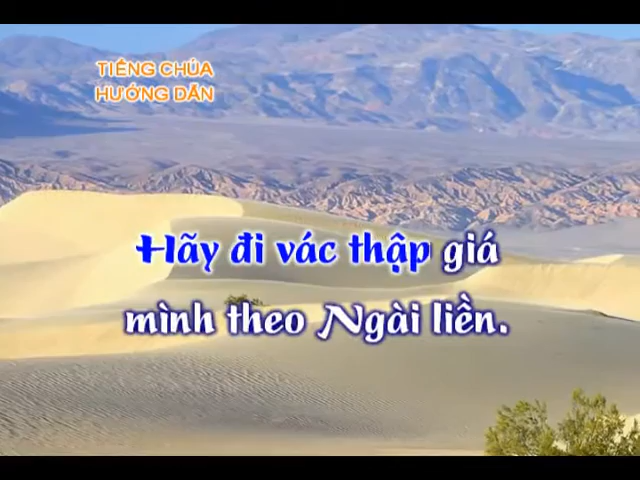 TIẾNG CHÚA
HƯỚNG DẪN
Hãy đi vác thập giá
mình theo Ngài liền.